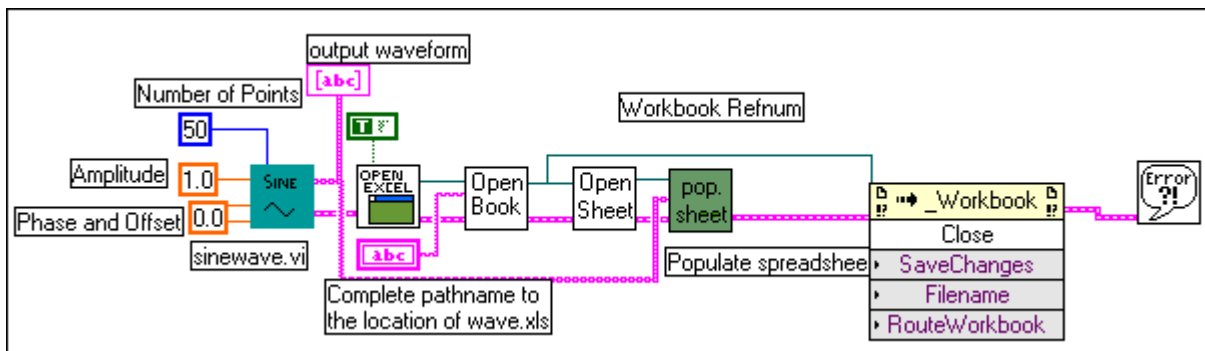 output waveform
[abc]
Number of Points
50
Workbook Refnum
T
Amplitude
1.0
SINE
OPEN
EXCEL
Open
Book
Open
Sheet
pop.
sheet
Error
?!
!?
_Workbook
!?
Phase and Offset
0.0
Close
sinewave.vi
abc
Populate spreadshee
SaveChanges
Complete pathname to
the location of wave.xls
Filename
RouteWorkbook